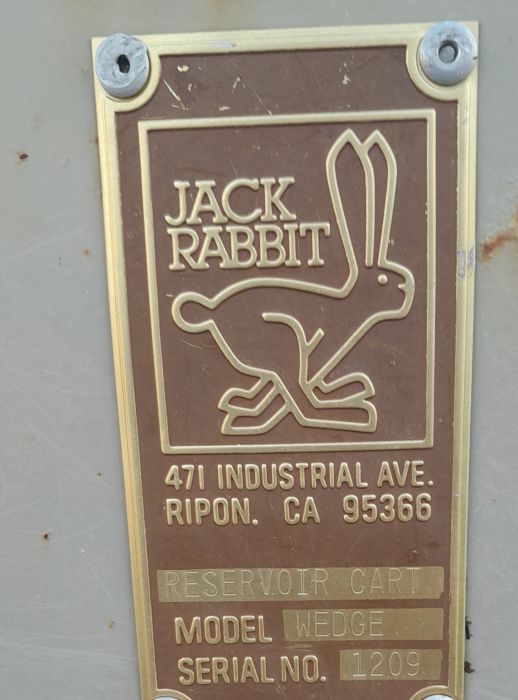 JACK
RABBIT
471 INDUSTRIAL AVE.
RIPON. CA 95366
RESERVOIR CART
MODEL WEDGE
SERIAL NO. 1209